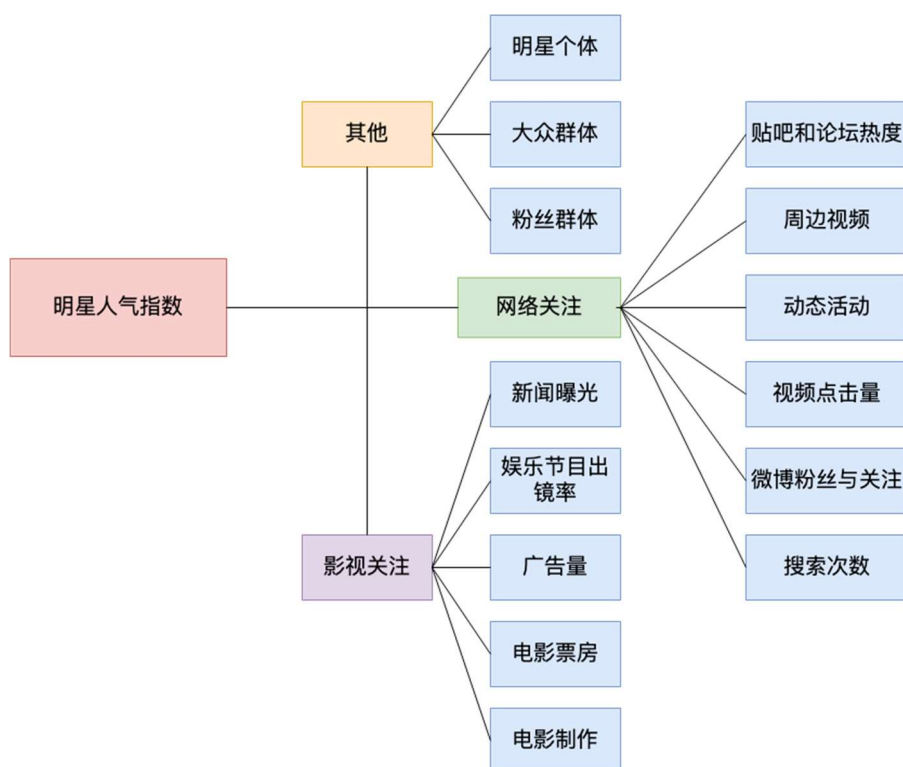 明星个体
其他
大众群体
贴吧和论坛热度
粉丝群体
周边视频
明星人气指数
网络关注
动态活动
新闻曝光
视频点击量
娱乐节目出
镜率
微博粉丝与关注
影视关注
广告量
搜索次数
电影票房
电影制作